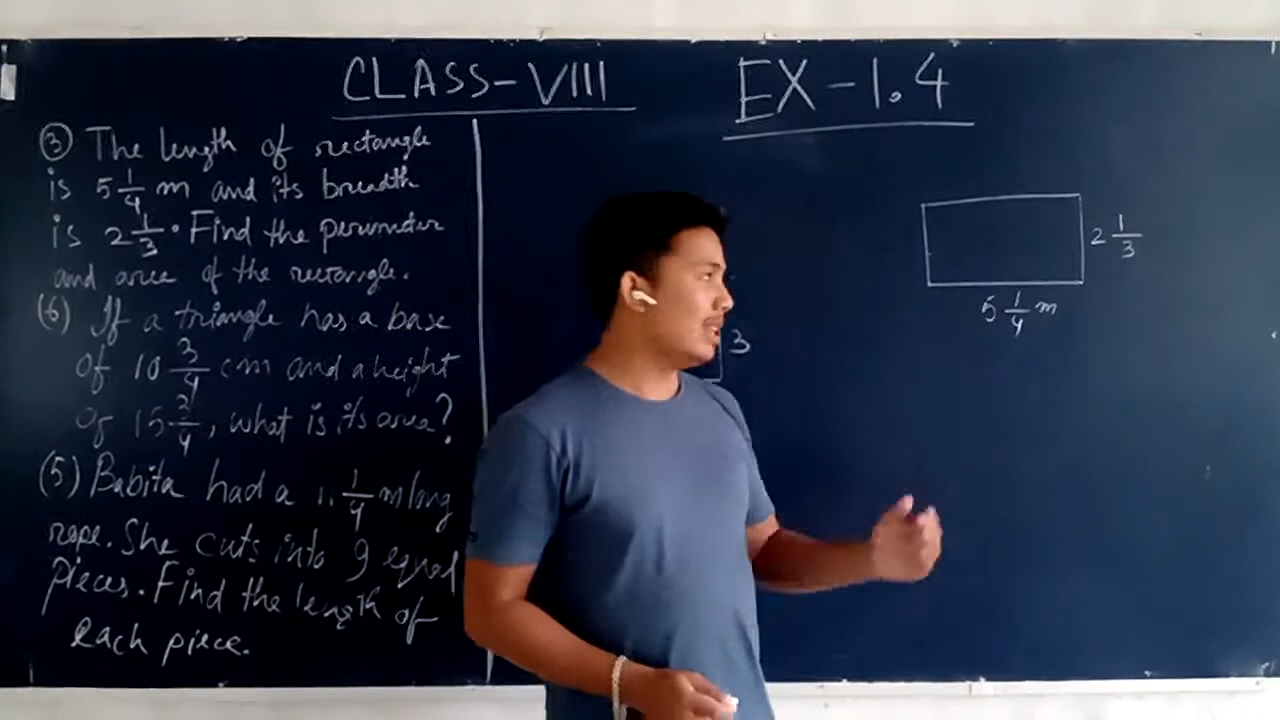 CLASS-VIII
EX-1.4
③ The length of rectangle
is 5 1/4 m and its breadth
is 2 1/3. Find the perimeter
and area of the rectangle.
(6) If a triangle has a base
of 10 3/4 cm and a height
of 15 3/4, what is its area?
(5) Babita had a 11 1/4 m long
rope. She cuts into 9 equal
pieces. Find the length of
each piece.
2 1/3
5 1/4 m
3